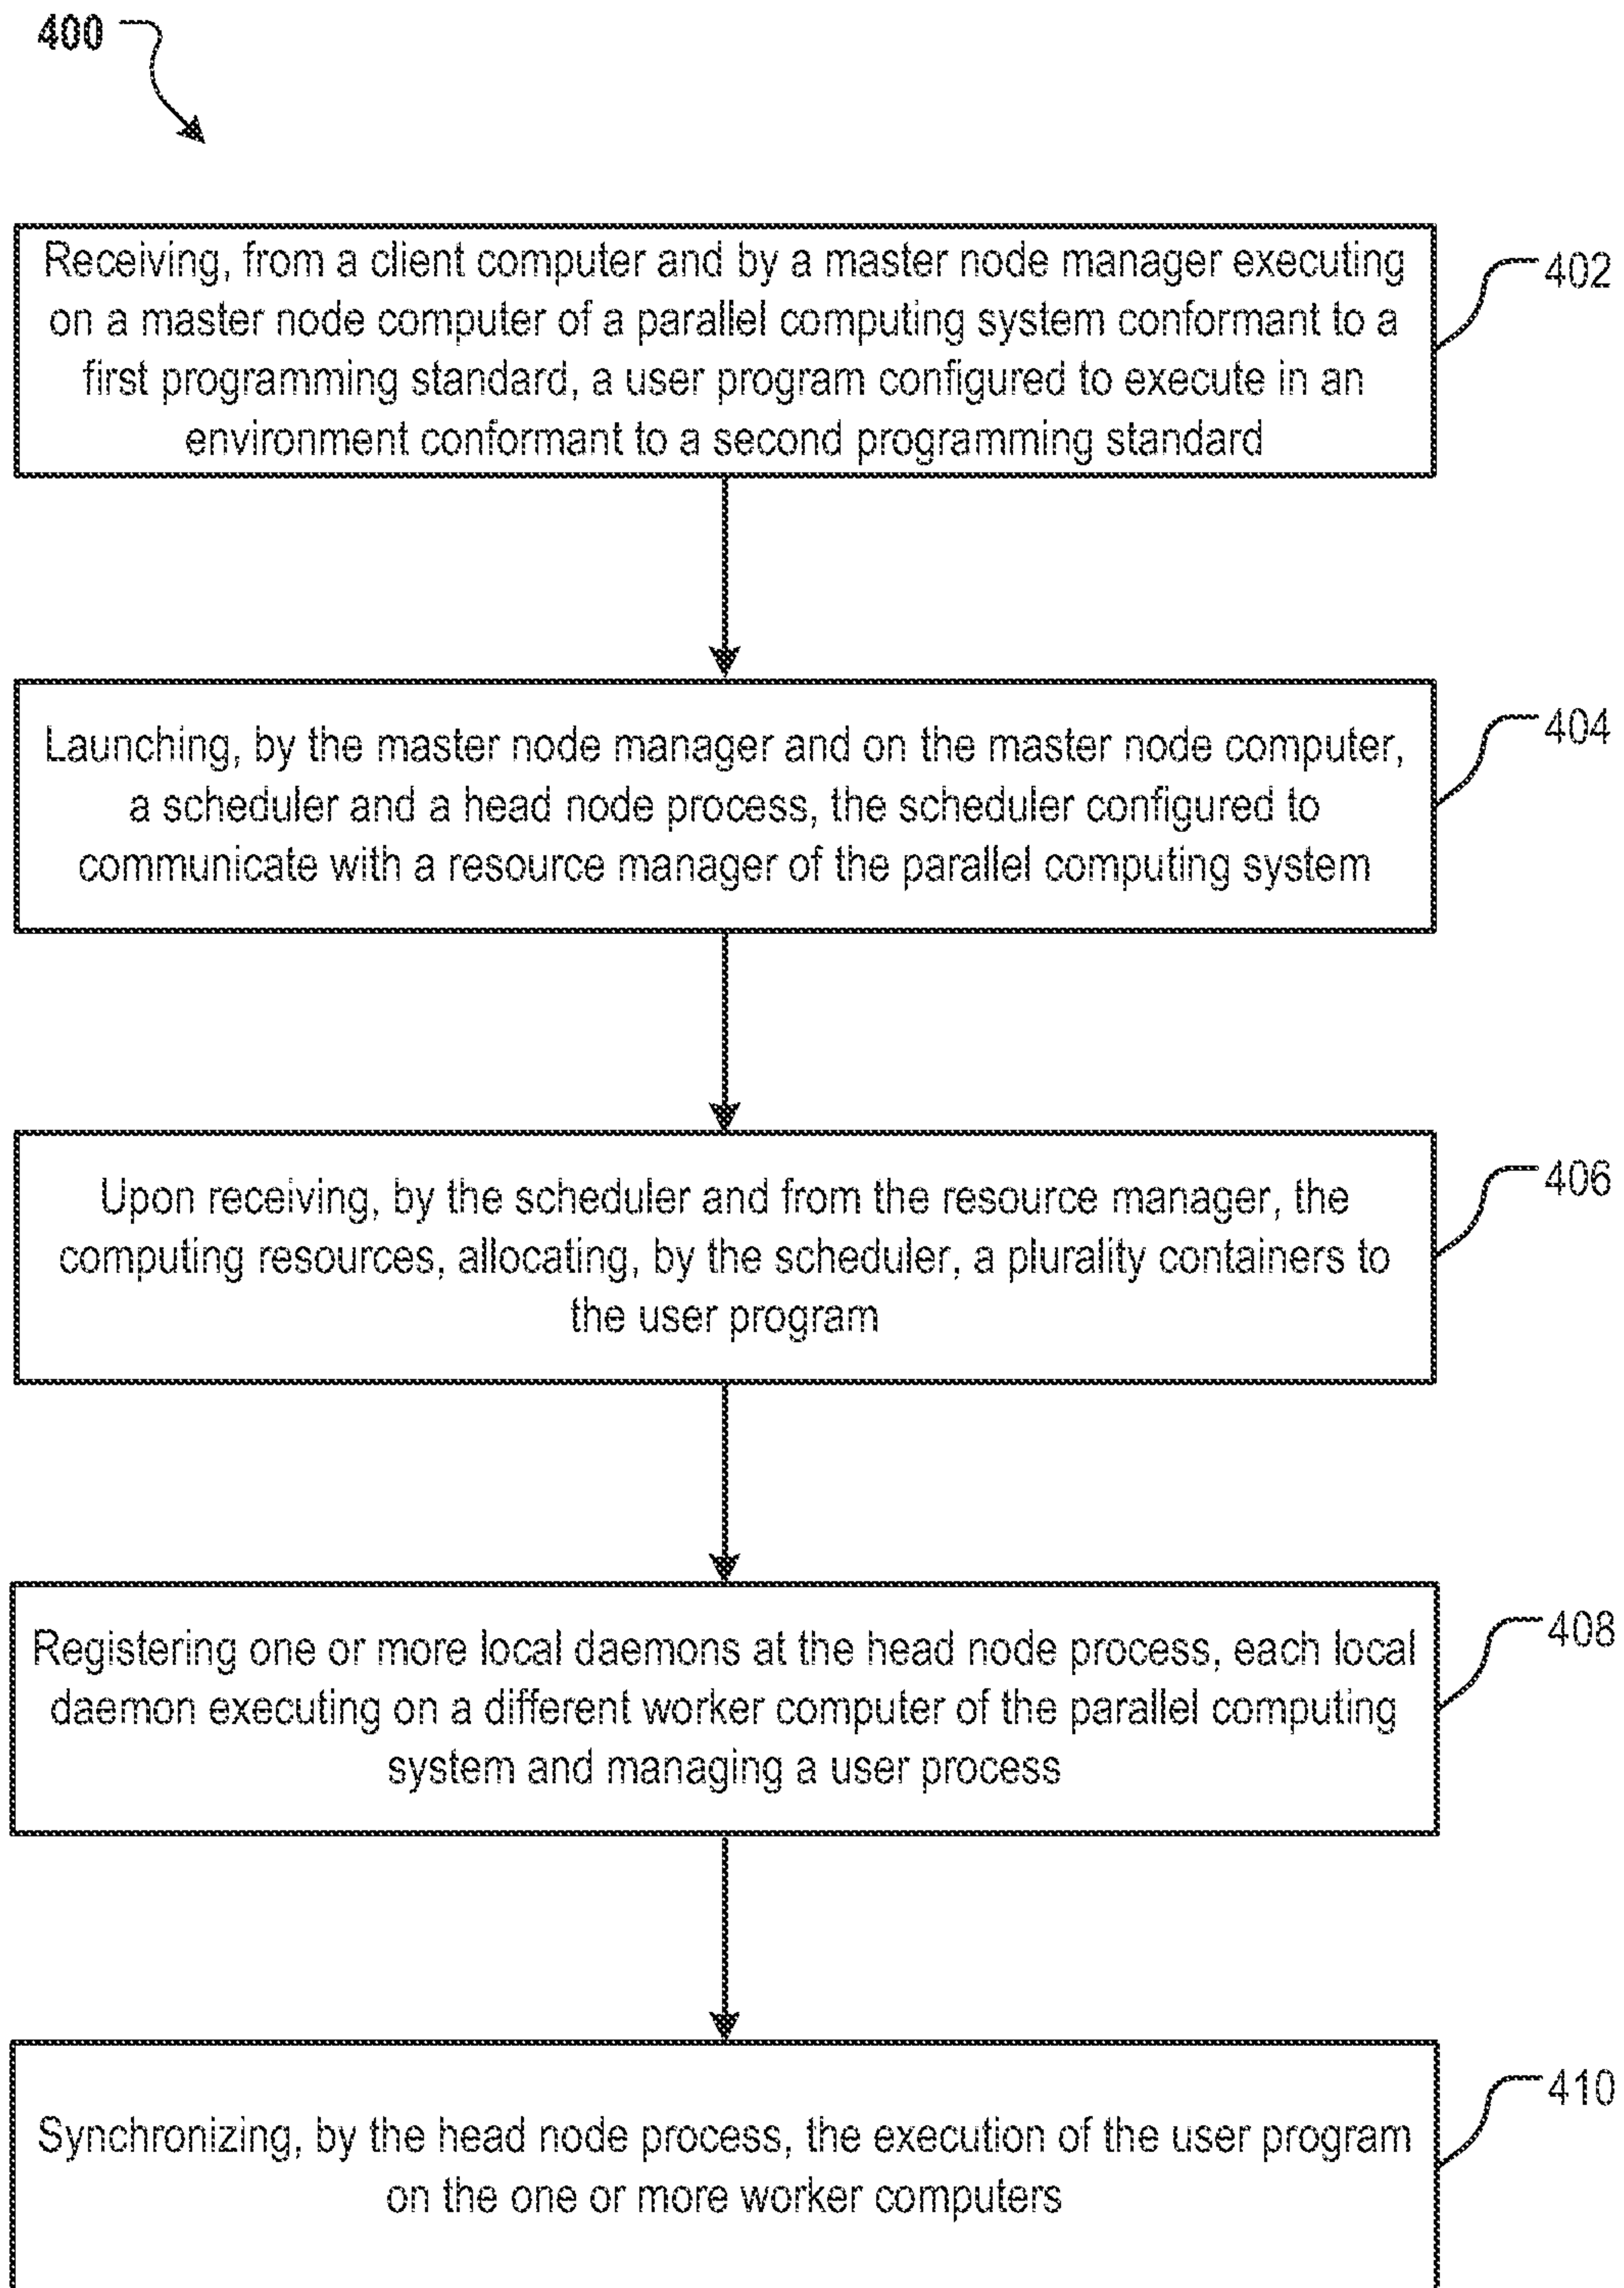 400
Receiving, from a client computer and by a master node manager executing
on a master node computer of a parallel computing system conformant to a
first programming standard, a user program configured to execute in an
environment conformant to a second programming standard
402
Launching, by the master node manager and on the master node computer,
a scheduler and a head node process, the scheduler configured to
communicate with a resource manager of the parallel computing system
404
Upon receiving, by the scheduler and from the resource manager, the
computing resources, allocating, by the scheduler, a plurality containers to
the user program
406
Registering one or more local daemons at the head node process, each local
daemon executing on a different worker computer of the parallel computing
system and managing a user process
408
Synchronizing, by the head node process, the execution of the user program
on the one or more worker computers
410